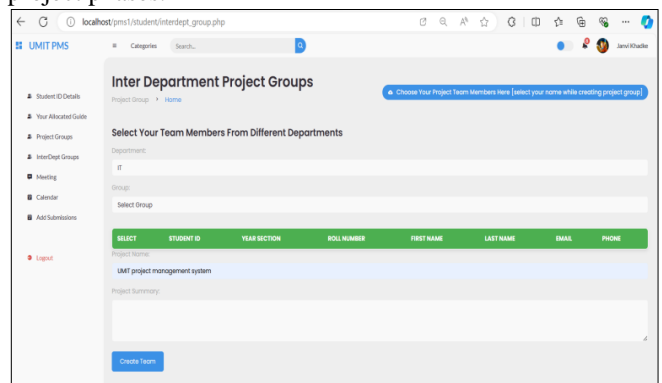 project phases.
localhost/pms1/student/interdept_group.php
UMIT PMS
Categories
Search...
Janvi Khadke
Inter Department Project Groups
Project Group
Home
Choose Your Project Team Members Here [select your name while creating project group]
Student ID Details
Your Allocated Guide
Project Groups
InterDept Groups
Meeting
Calendar
Add Submissions
Logout
Select Your Team Members From Different Departments
Department:
IT
Group:
Select Group
SELECT STUDENT ID YEAR SECTION ROLL NUMBER FIRST NAME LAST NAME EMAIL PHONE
Project Name:
UMIT project management system
Project Summary:
Create Team